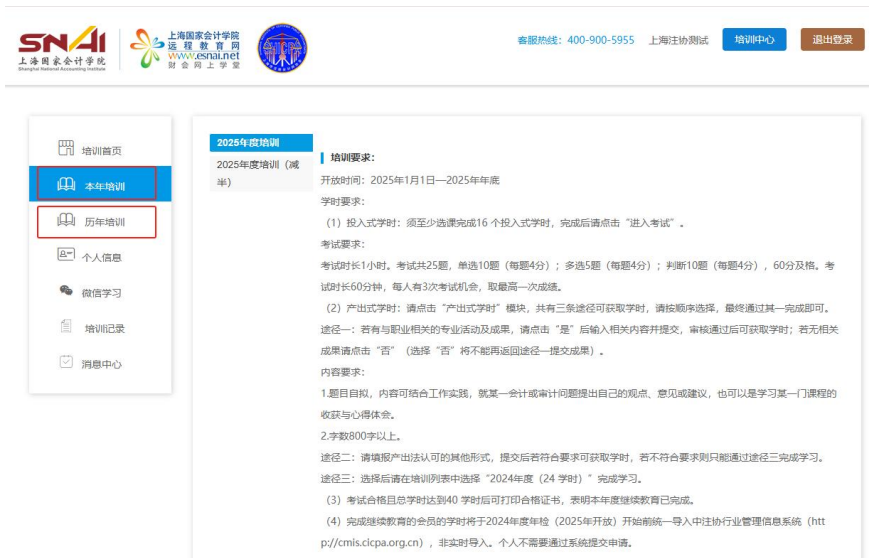 SNAI
上海国家会计学院
Shanghai National Accounting Institute
上海国家会计学院
远程教育网
www.esnai.net
财会网上学堂
客服热线：400-900-5955 上海注协测试 培训中心 退出登录
培训首页
本年培训
历年培训
个人信息
微信学习
培训记录
消息中心
2025年度培训
2025年度培训（减
半）
培训要求：
开放时间：2025年1月1日—2025年年底
学时要求：
（1）投入式学时：须至少选课完成16 个投入式学时，完成后请点击“进入考试”。
考试要求：
考试时长1小时。考试共25题，单选10题（每题4分）；多选5题（每题4分）；判断10题（每题4分），60分及格。考
试时长60分钟，每人有3次考试机会，取最高一次成绩。
（2）产出式学时：请点击“产出式学时”模块，共有三条途径可获取学时，请按顺序选择，最终通过其一完成即可。
途径一：若有与职业相关的专业活动及成果，请点击“是”后输入相关内容并提交，审核通过后可获取学时；若无相关
成果请点击“否”（选择“否”将不能再返回途径一提交成果）。
内容要求：
1.题目自拟，内容可结合工作实践，就某一会计或审计问题提出自己的观点、意见或建议，也可以是学习某一门课程的
收获与心得体会。
2.字数800字以上。
途径二：请填报产出法认可的其他形式，提交后若符合要求可获取学时，若不符合要求则只能通过途径三完成学习。
途径三：选择后请在培训列表中选择“2024年度（24 学时）”完成学习。
（3）考试合格且总学时达到40 学时后可打印合格证书，表明本年度继续教育已完成。
（4）完成继续教育的会员的学时将于2024年度年检（2025年开放）开始前统一导入中注协行业管理信息系统（htt
p://cmis.cicpa.org.cn），非实时导入。个人不需要通过系统提交申请。